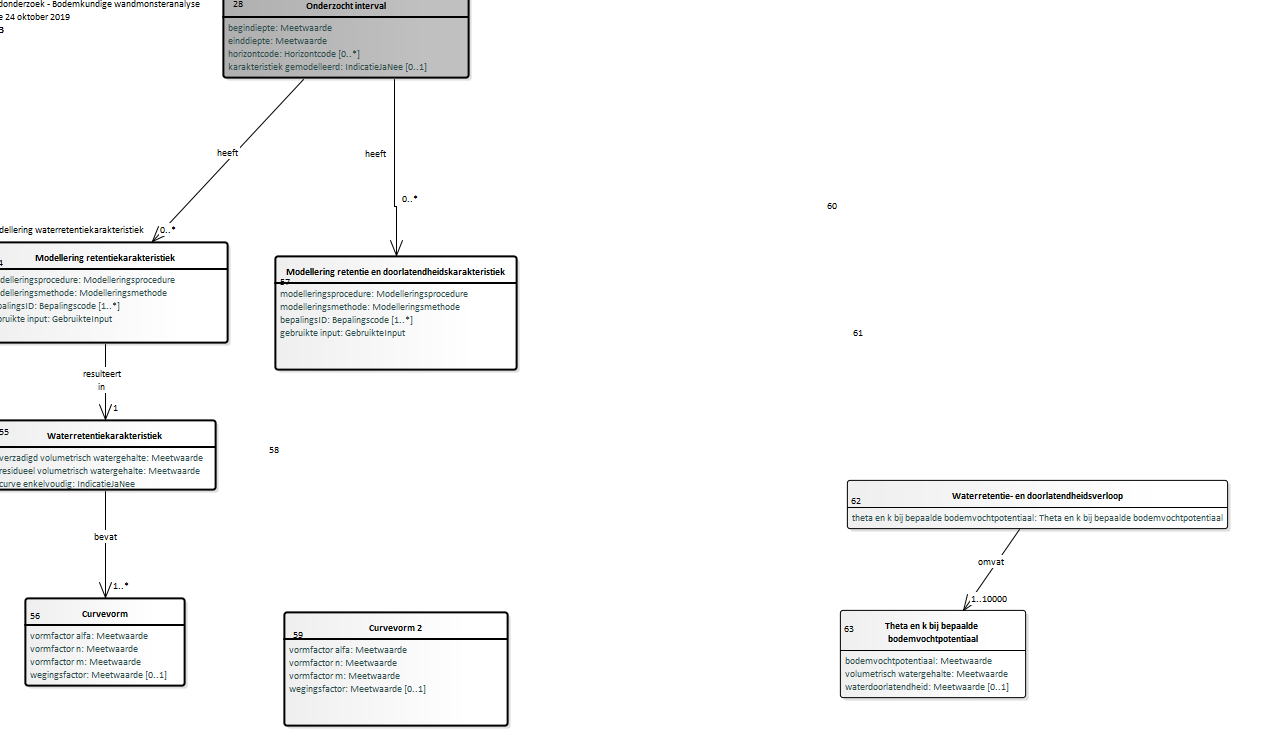 donderzoek - Bodemkundige wandmonsteranalyse
e 24 oktober 2019
28
Onderzocht interval
begindiepte: Meetwaarde
einddiepte: Meetwaarde
horizontcode: Horizontcode [0..*]
karakteristiek gemodelleerd: IndicatieJaNee [0..1]
heeft
heeft
0..*
60
dellering waterretentiekarakteristiek
0..*
Modellering retentiekarakteristiek
delleringsprocedure: Modelleringsprocedure
delleringsmethode: Modelleringsmethode
palingsID: Bepalingscode [1..*]
bruikte input: GebruikteInput
Modellering retentie en doorlatendheidskarakteristiek
57
modelleringsprocedure: Modelleringsprocedure
modelleringsmethode: Modelleringsmethode
bepalingsID: Bepalingscode [1..*]
gebruikte input: GebruikteInput
61
resulteert
in
1
55
Waterretentiekarakteristiek
verzadigd volumetrisch watergehalte: Meetwaarde
residueel volumetrisch watergehalte: Meetwaarde
curve enkelvoudig: IndicatieJaNee
58
62
Waterretentie- en doorlatendheidsverloop
theta en k bij bepaalde bodemvochtpotentiaal: Theta en k bij bepaalde bodemvochtpotentiaal
bevat
1..*
omvat
1..10000
56
Curvevorm
vormfactor alfa: Meetwaarde
vormfactor n: Meetwaarde
vormfactor m: Meetwaarde
wegingsfactor: Meetwaarde [0..1]
59
Curvevorm 2
vormfactor alfa: Meetwaarde
vormfactor n: Meetwaarde
vormfactor m: Meetwaarde
wegingsfactor: Meetwaarde [0..1]
63
Theta en k bij bepaalde
bodemvochtpotentiaal
bodemvochtpotentiaal: Meetwaarde
volumetrisch watergehalte: Meetwaarde
waterdoorlatendheid: Meetwaarde [0..1]